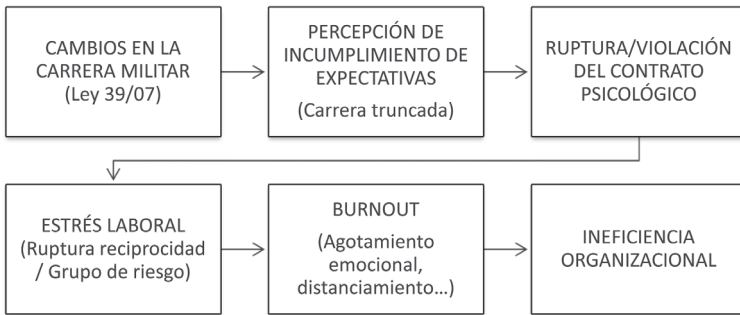 CAMBIOS EN LA
CARRERA MILITAR
(Ley 39/07)
PERCEPCIÓN DE
INCUMPLIMIENTO DE
EXPECTATIVAS
(Carrera truncada)
RUPTURA/VIOLACIÓN
DEL CONTRATO
PSICOLÓGICO
ESTRÉS LABORAL
(Ruptura reciprocidad
/ Grupo de riesgo)
BURNOUT
(Agotamiento
emocional,
distanciamiento...)
INEFICIENCIA
ORGANIZACIONAL